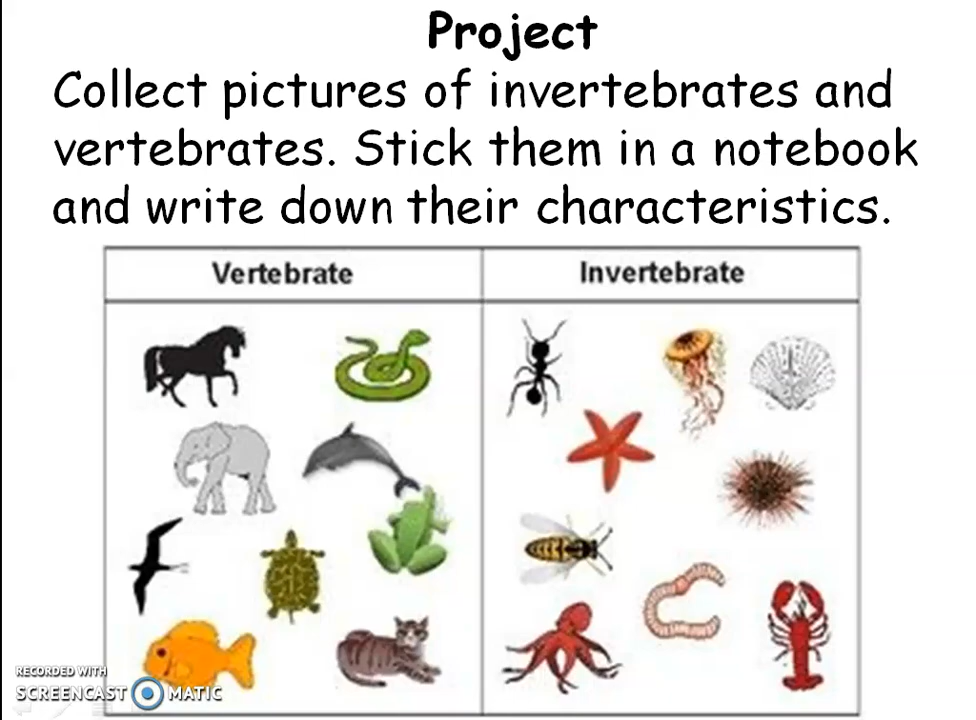 Project
Collect pictures of invertebrates and
vertebrates. Stick them in a notebook
and write down their characteristics.
Vertebrate
Invertebrate
RECORDED WITH
SCREENCAST MATIC